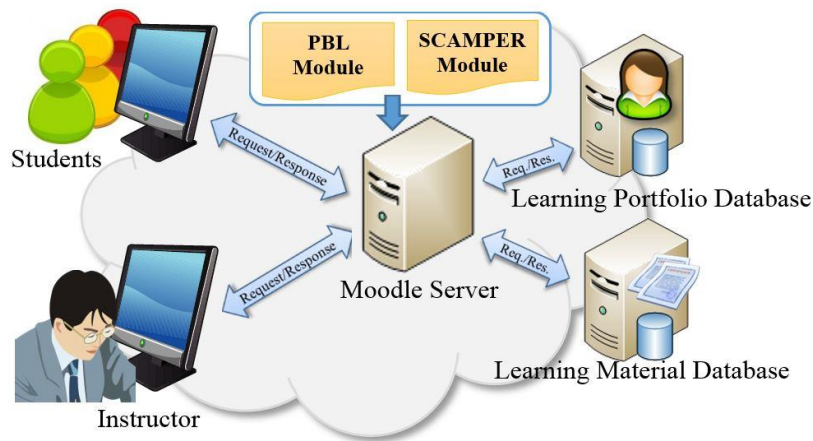 PBL
Module
SCAMPER
Module
Students
Request/Response
Req./Res.
Learning Portfolio Database
Request/Response
Moodle Server
Req./Res.
Learning Material Database
Instructor